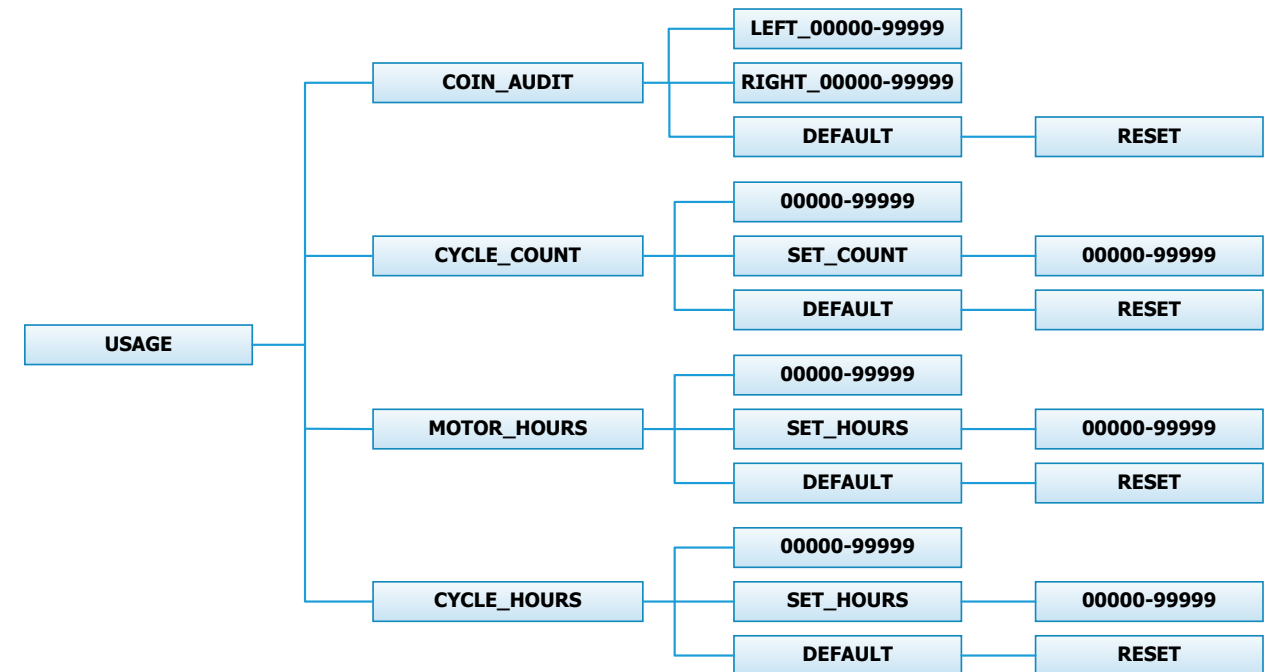 LEFT_00000-99999
COIN_AUDIT
RIGHT_00000-99999
DEFAULT
RESET
00000-99999
CYCLE_COUNT
SET_COUNT
00000-99999
DEFAULT
RESET
USAGE
00000-99999
MOTOR_HOURS
SET_HOURS
00000-99999
DEFAULT
RESET
00000-99999
CYCLE_HOURS
SET_HOURS
00000-99999
DEFAULT
RESET